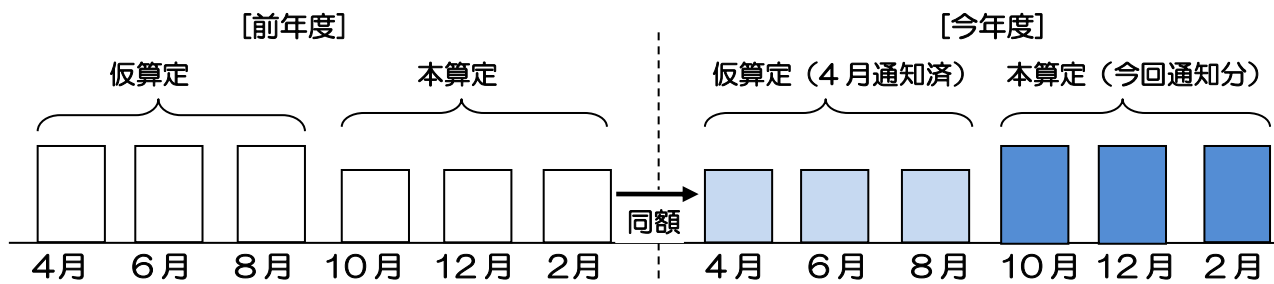 ［前年度］ ［今年度］
仮算定 本算定 仮算定（４月通知済） 本算定（今回通知分）
同額
４月 ６月 ８月 １０月 １２月 ２月 ４月 ６月 ８月 １０月 １２月 ２月